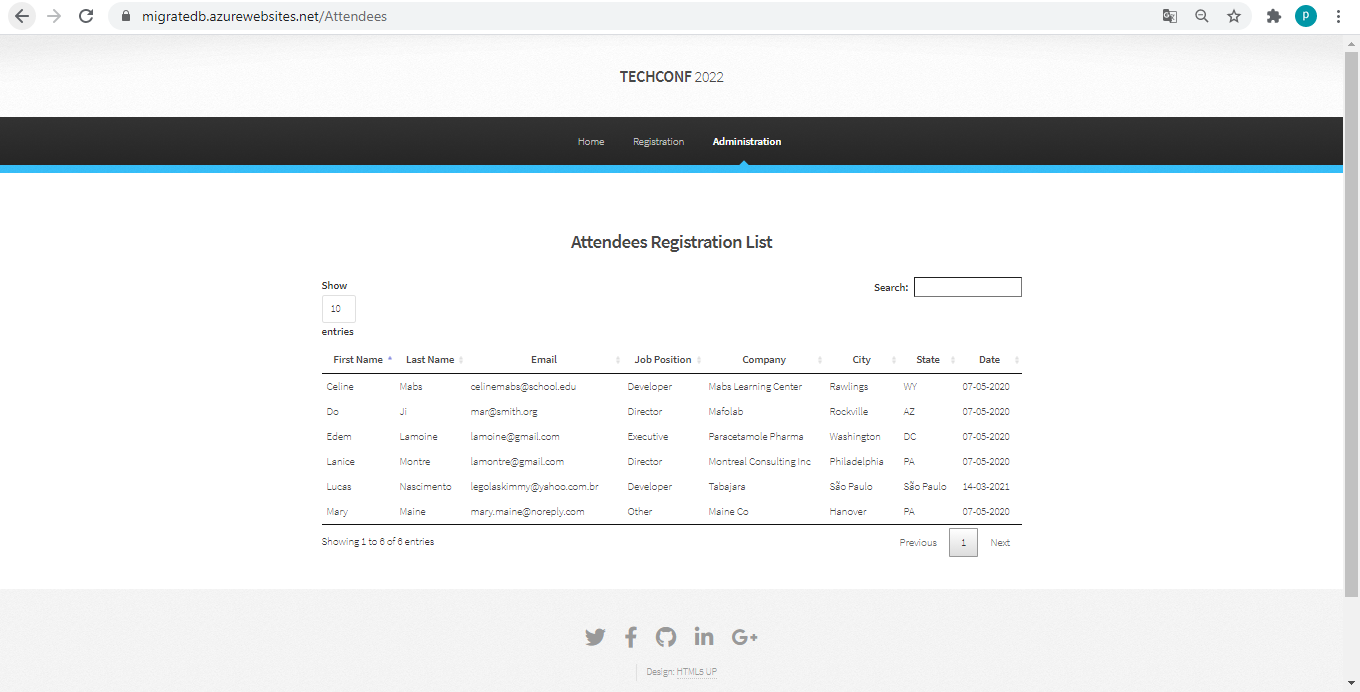 migratedb.azurewebsites.net/Attendees
P
TECHCONF 2022
Home Registration Administration
Attendees Registration List
Show
10
entries
Search:
First Name Last Name Email Job Position Company City State Date
Celine Mabs celinemabs@school.edu Developer Mabs Learning Center Rawlings WY 07-05-2020
Do Ji mar@smith.org Director Mafolab Rockville AZ 07-05-2020
Edem Lamoine lamoine@gmail.com Executive Paracetamole Pharma Washington DC 07-05-2020
Lanice Montre lamontre@gmail.com Director Montreal Consulting Inc Philadelphia PA 07-05-2020
Lucas Nascimento legolaskimmy@yahoo.com.br Developer Tabajara São Paulo São Paulo 14-03-2021
Mary Maine mary.maine@noreply.com Other Maine Co Hanover PA 07-05-2020
Showing 1 to 6 of 6 entries
Previous 1 Next
Design: HTML5 UP